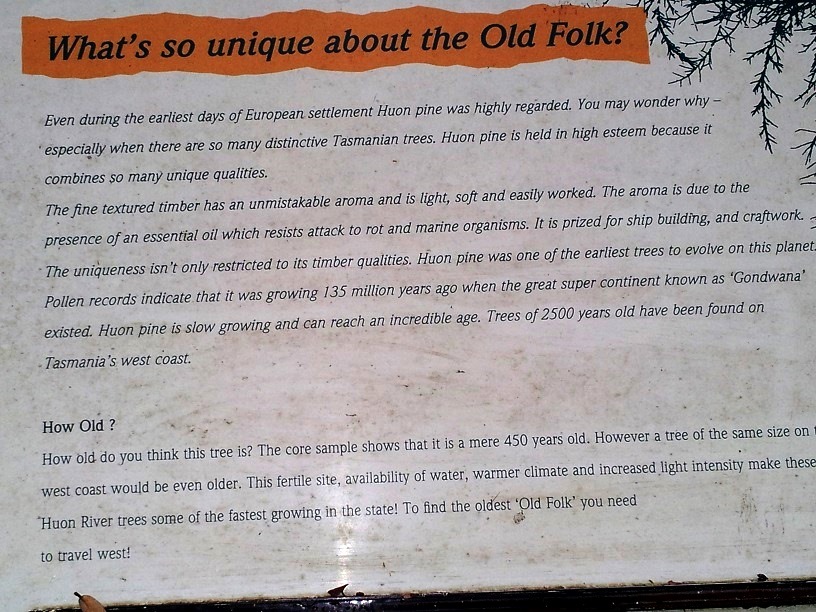 What's so unique about the Old Folk?
Even during the earliest days of European settlement Huon pine was highly regarded. You may wonder why –
especially when there are so many distinctive Tasmanian trees. Huon pine is held in high esteem because it
combines so many unique qualities.
The fine textured timber has an unmistakable aroma and is light, soft and easily worked. The aroma is due to the
presence of an essential oil which resists attack to rot and marine organisms. It is prized for ship building, and craftwork.
The uniqueness isn't only restricted to its timber qualities. Huon pine was one of the earliest trees to evolve on this planet.
Pollen records indicate that it was growing 135 million years ago when the great super continent known as 'Gondwana'
existed. Huon pine is slow growing and can reach an incredible age. Trees of 2500 years old have been found on
Tasmania's west coast.
How Old ?
How old do you think this tree is? The core sample shows that it is a mere 450 years old. However a tree of the same size on
west coast would be even older. This fertile site, availability of water, warmer climate and increased light intensity make these
Huon River trees some of the fastest growing in the state! To find the oldest 'Old Folk' you need
to travel west!